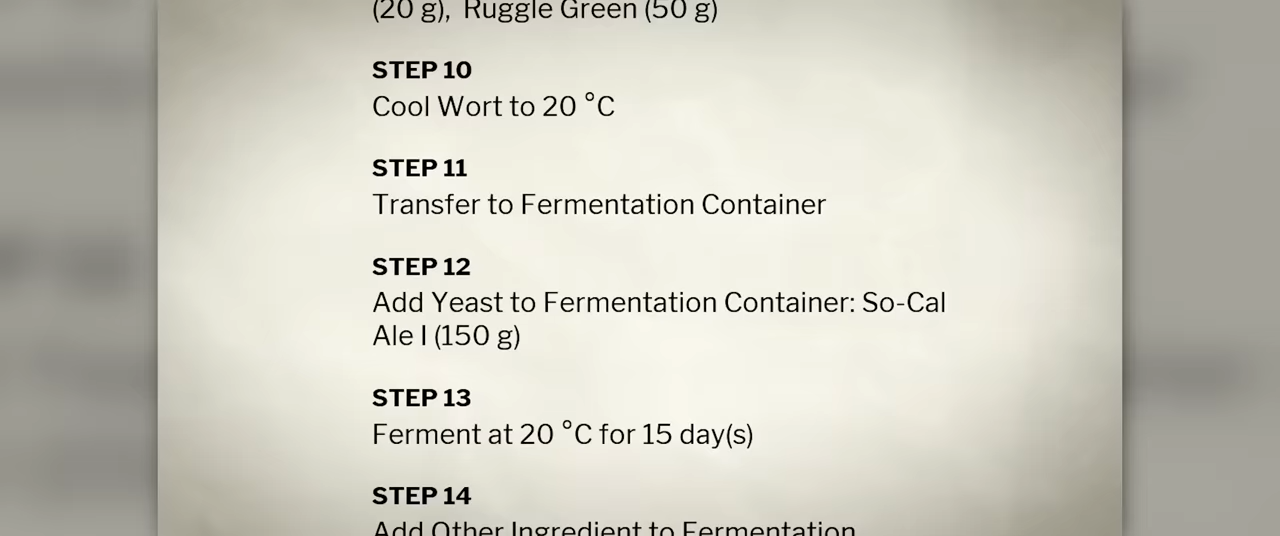 (20 g), Ruggle Green (50 g)
STEP 10
Cool Wort to 20 °C
STEP 11
Transfer to Fermentation Container
STEP 12
Add Yeast to Fermentation Container: So-Cal
Ale I (150 g)
STEP 13
Ferment at 20 °C for 15 day(s)
STEP 14
Add Other Ingredient to Fermentation